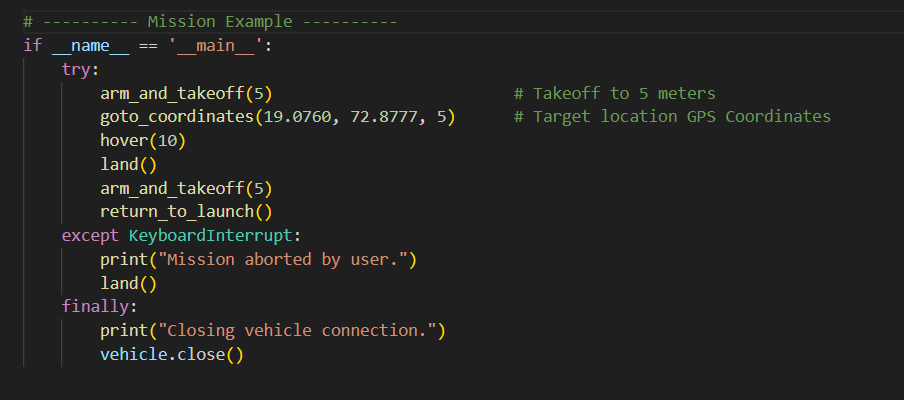 # ---------- Mission Example ----------
if __name__ == '__main__':
    try:
        arm_and_takeoff(5)                         # Takeoff to 5 meters
        goto_coordinates(19.0760, 72.8777, 5)      # Target location GPS Coordinates
        hover(10)
        land()
        arm_and_takeoff(5)
        return_to_launch()
    except KeyboardInterrupt:
        print("Mission aborted by user.")
        land()
    finally:
        print("Closing vehicle connection.")
        vehicle.close()